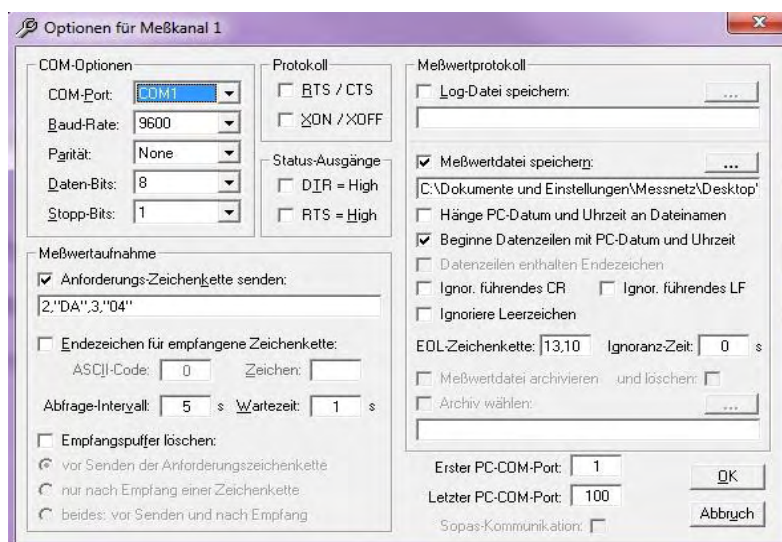 Optionen für Meßkanal 1
COM-Optionen
COM-Port: COM1
Baud-Rate: 9600
Parität: None
Daten-Bits: 8
Stopp-Bits: 1
Protokoll
RTS / CTS
XON / XOFF
Status-Ausgänge
DTR = High
RTS = High
Meßwertaufnahme
Anforderungs-Zeichenkette senden:
2,"DA",3,"04"
Endezeichen für empfangene Zeichenkette:
ASCII-Code: 0 Zeichen:
Abfrage-Intervall: 5 s Wartezeit: 1 s
Empfangspuffer löschen:
vor Senden der Anforderungszeichenkette
nur nach Empfang einer Zeichenkette
beides: vor Senden und nach Empfang
Meßwertprotokoll
Log-Datei speichern: ...
Meßwertdatei speichern: ...
C:\Dokumente und Einstellungen\Messnetz\Desktop\
Hänge PC-Datum und Uhrzeit an Dateinamen
Beginne Datenzeilen mit PC-Datum und Uhrzeit
Datenzeilen enthalten Endezeichen
Ignor. führendes CR Ignor. führendes LF
Ignoriere Leerzeichen
EOL-Zeichenkette: 13,10 Ignoranz-Zeit: 0 s
Meßwertdatei archivieren und löschen:
Archiv wählen: ...
Erster PC-COM-Port: 1
Letzter PC-COM-Port: 100
Sopas-Kommunikation:
OK
Abbruch